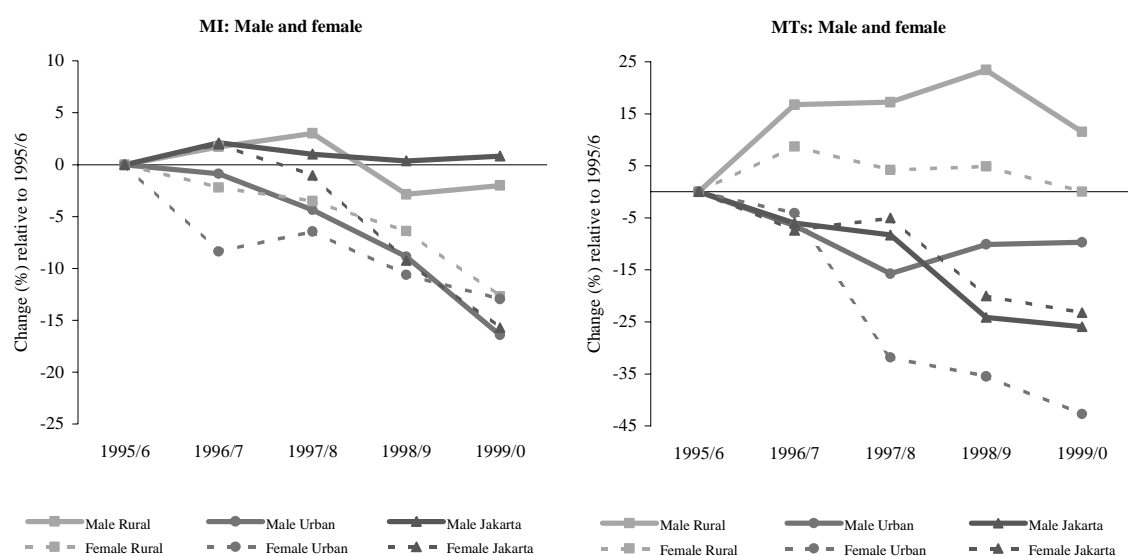 MI: Male and female
Change (%) relative to 1995/6
10
5
0
-5
-10
-15
-20
-25
1995/6 1996/7 1997/8 1998/9 1999/0
Male Rural Male Urban Male Jakarta
Female Rural Female Urban Female Jakarta
MTs: Male and female
Change (%) relative to 1995/6
25
15
5
-5
-15
-25
-35
-45
1995/6 1996/7 1997/8 1998/9 1999/0
Male Rural Male Urban Male Jakarta
Female Rural Female Urban Female Jakarta